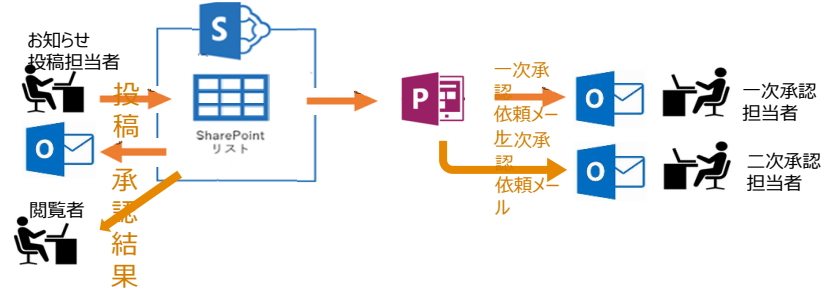 お知らせ
投稿担当者
投稿
承認結果
閲覧者
S
SharePoint
リスト
O
P
一次承
認
依頼メール
二次承
認
依頼メー
ル
O
一次承認
担当者
O
二次承認
担当者